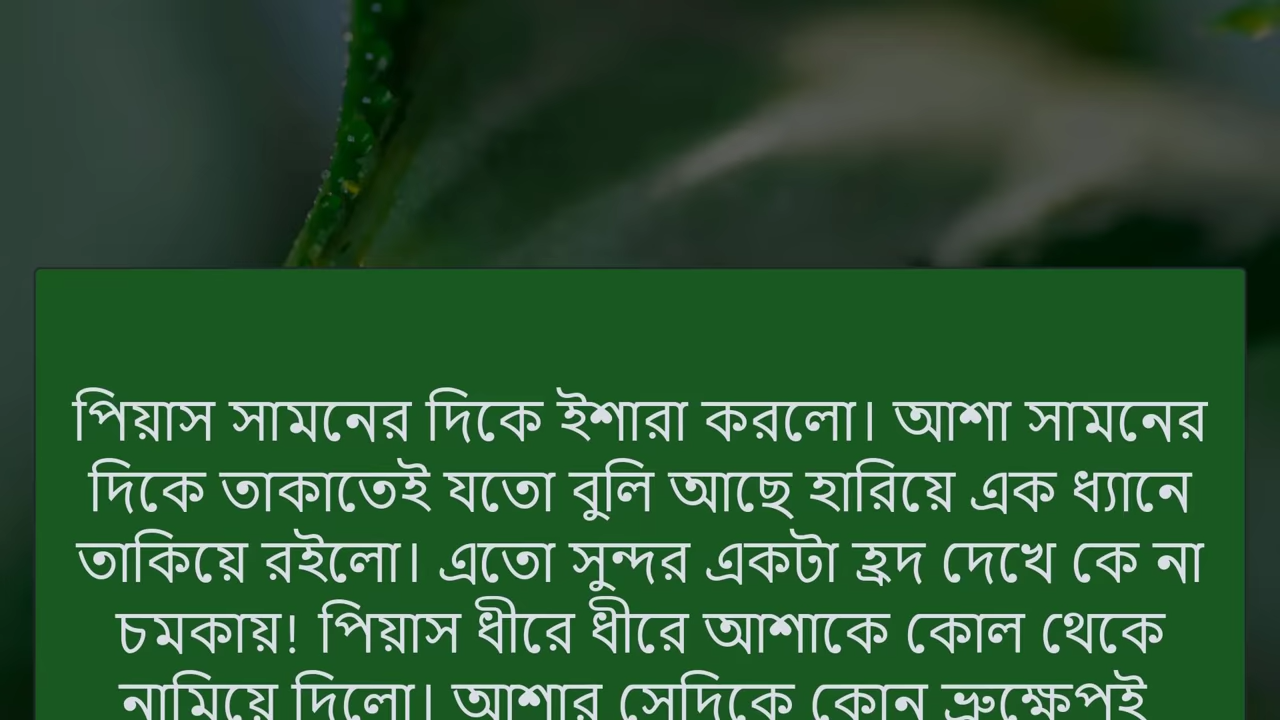 পিয়াস সামনের দিকে ইশারা করলো। আশা সামনের
দিকে তাকাতেই যতো বুলি আছে হারিয়ে এক ধ্যানে
তাকিয়ে রইলো। এতো সুন্দর একটা হ্রদ দেখে কে না
চমকায়! পিয়াস ধীরে ধীরে আশাকে কোল থেকে
নামিয়ে দিলো। আশার সেদিকে কোন ভ্রুক্ষেপই